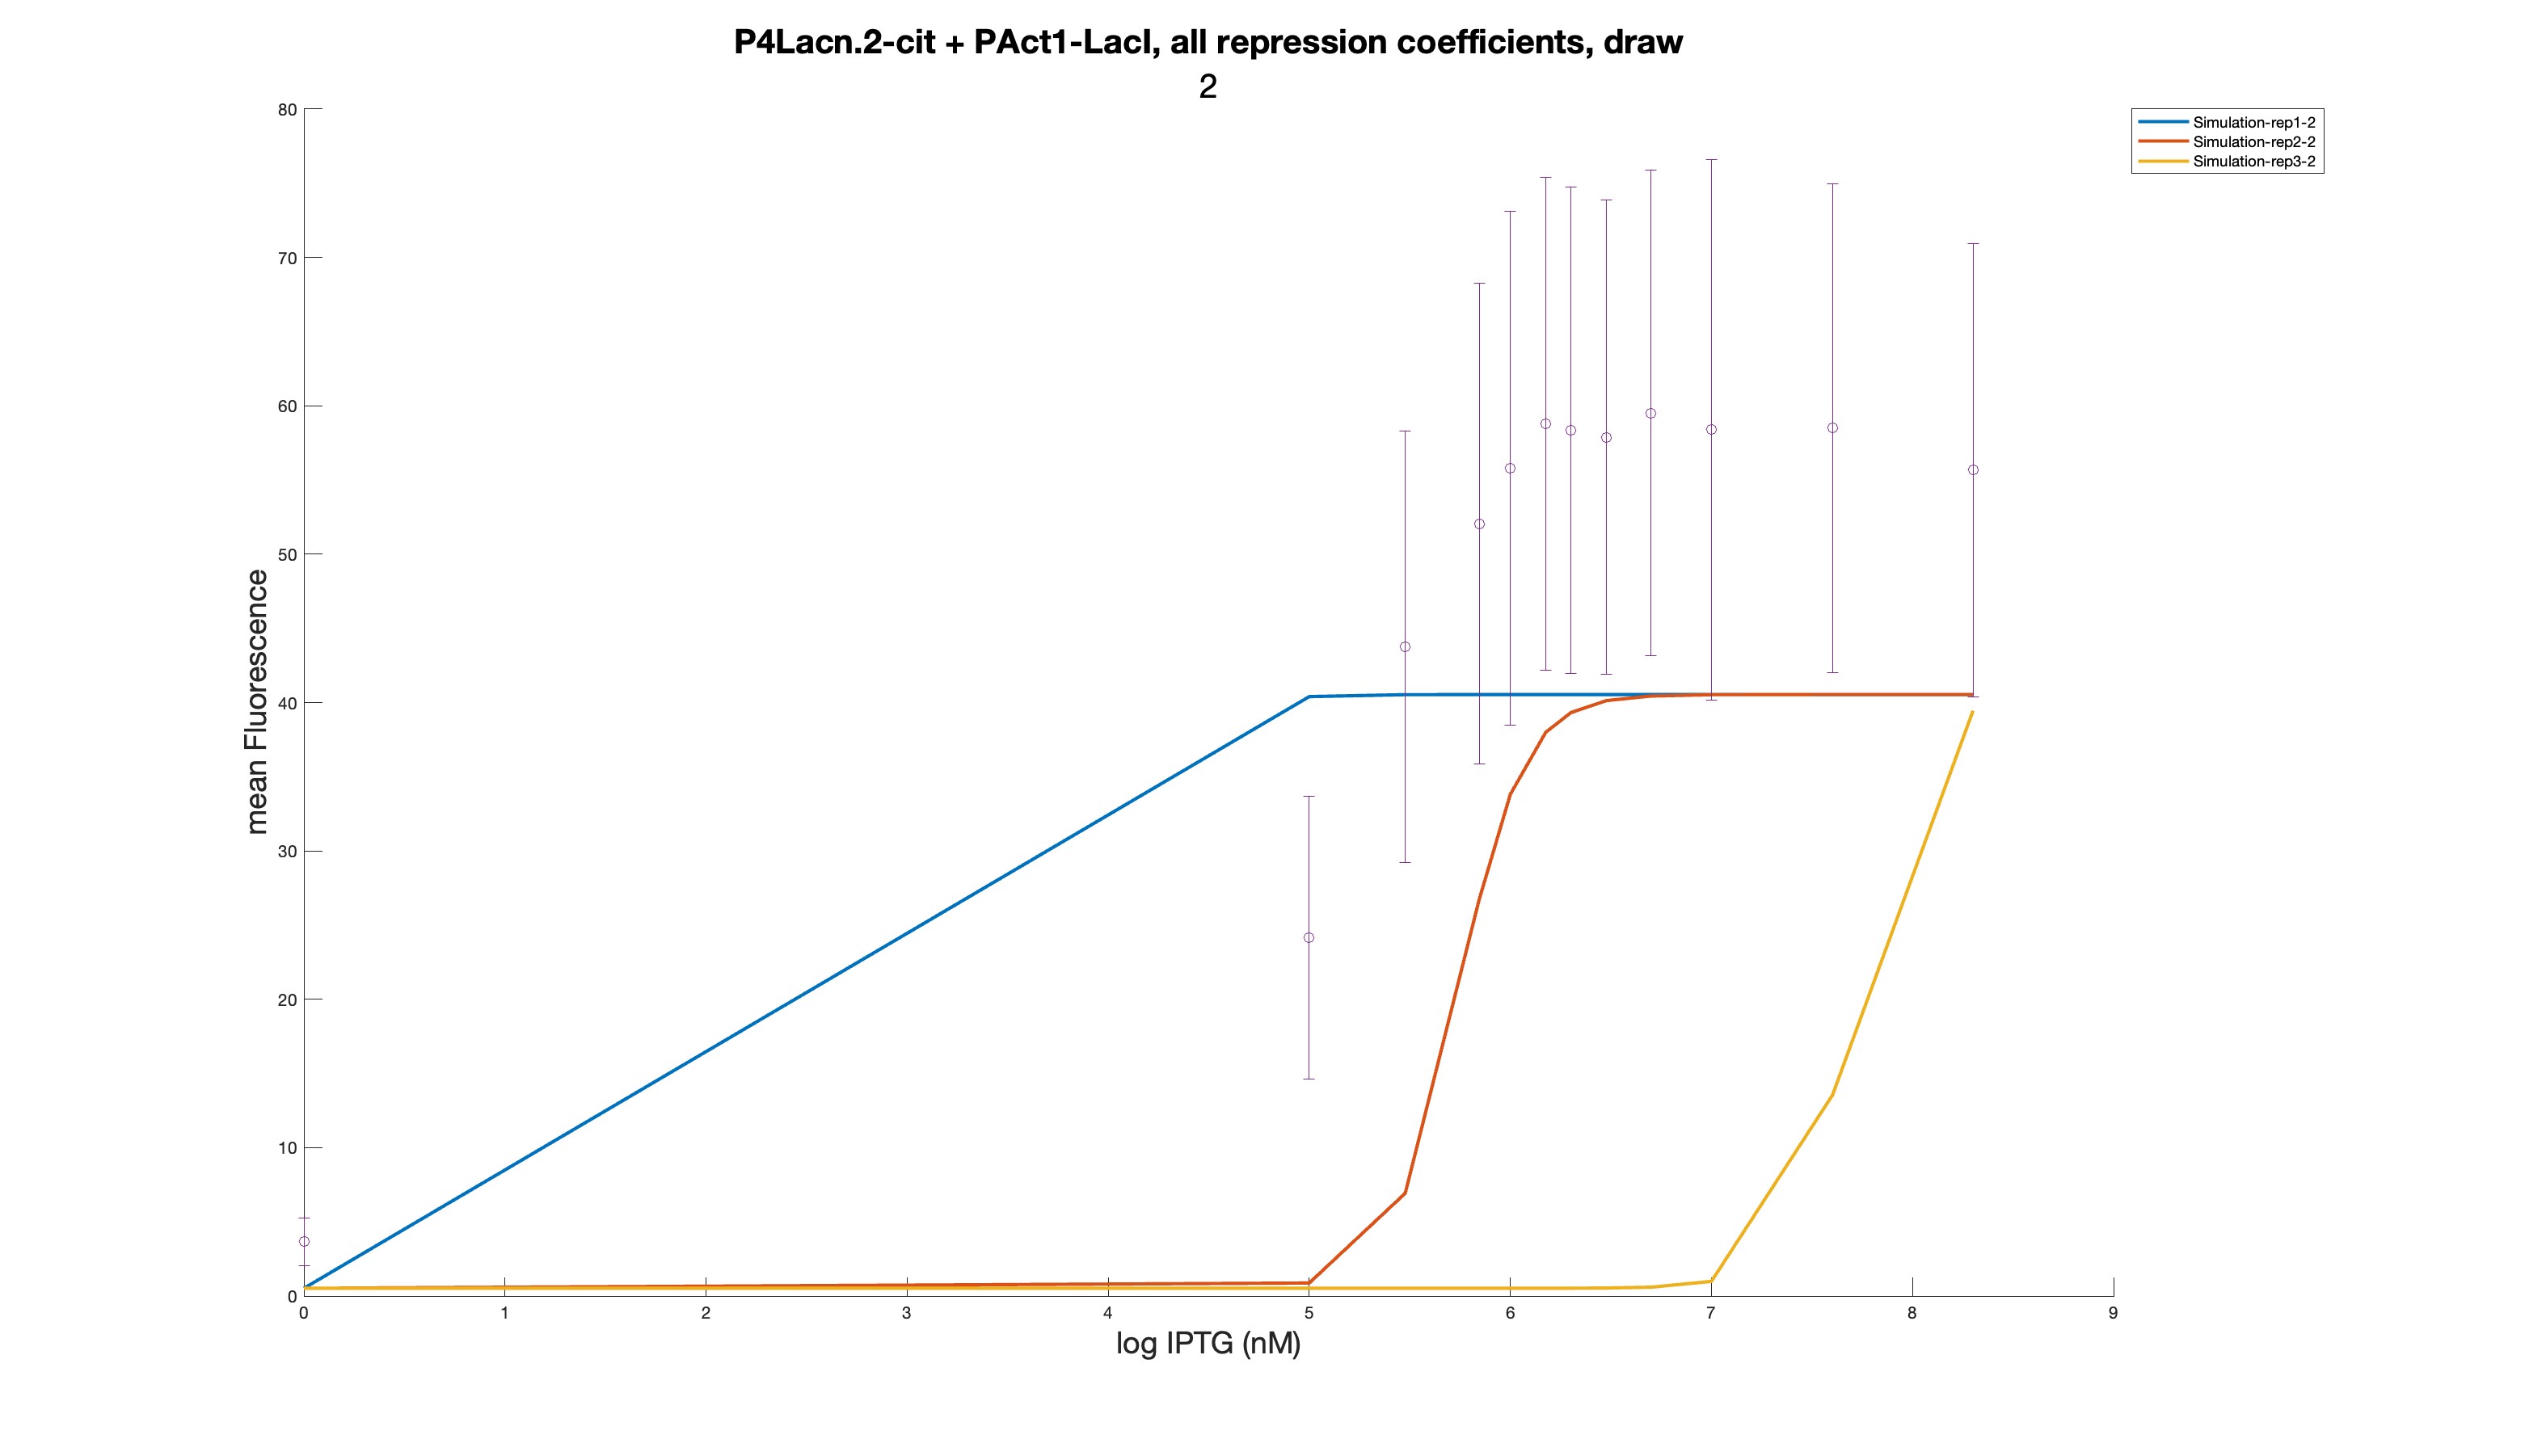 P4Lacn.2-cit + PAct1-LacI, all repression coefficients, draw
2
Simulation-rep1-2
Simulation-rep2-2
Simulation-rep3-2
mean Fluorescence
80
70
60
50
40
30
20
10
0
0 1 2 3 4 5 6 7 8 9
log IPTG (nM)